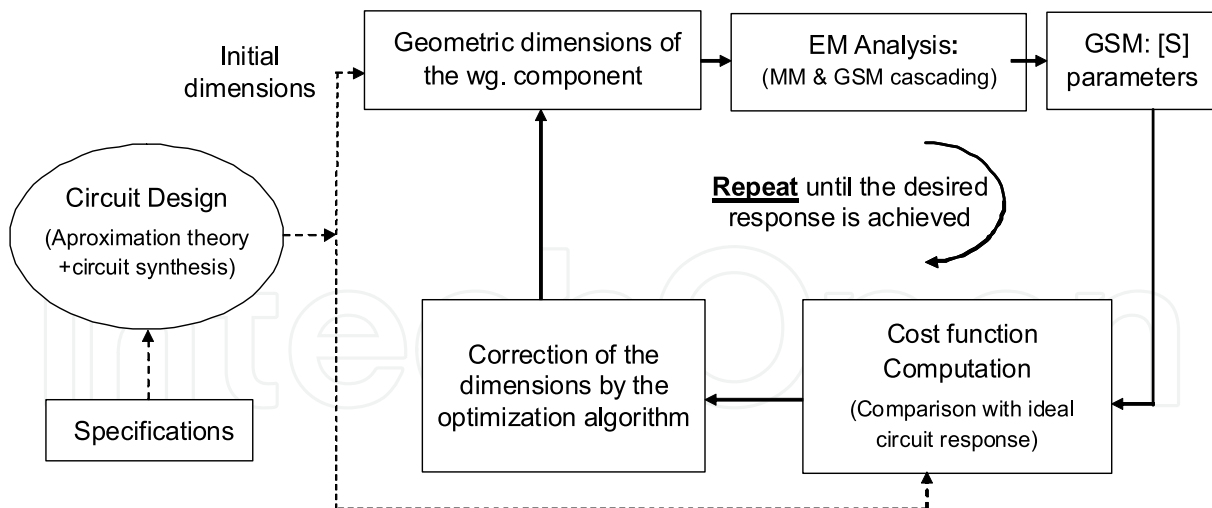 Initial
dimensions
Geometric dimensions of
the wg. component
EM Analysis:
(MM & GSM cascading)
GSM: [S]
parameters
Circuit Design
(Aproximation theory
+circuit synthesis)
Specifications
Repeat until the desired
response is achieved
Correction of the
dimensions by the
optimization algorithm
Cost function
Computation
(Comparison with ideal
circuit response)
IntechOpen